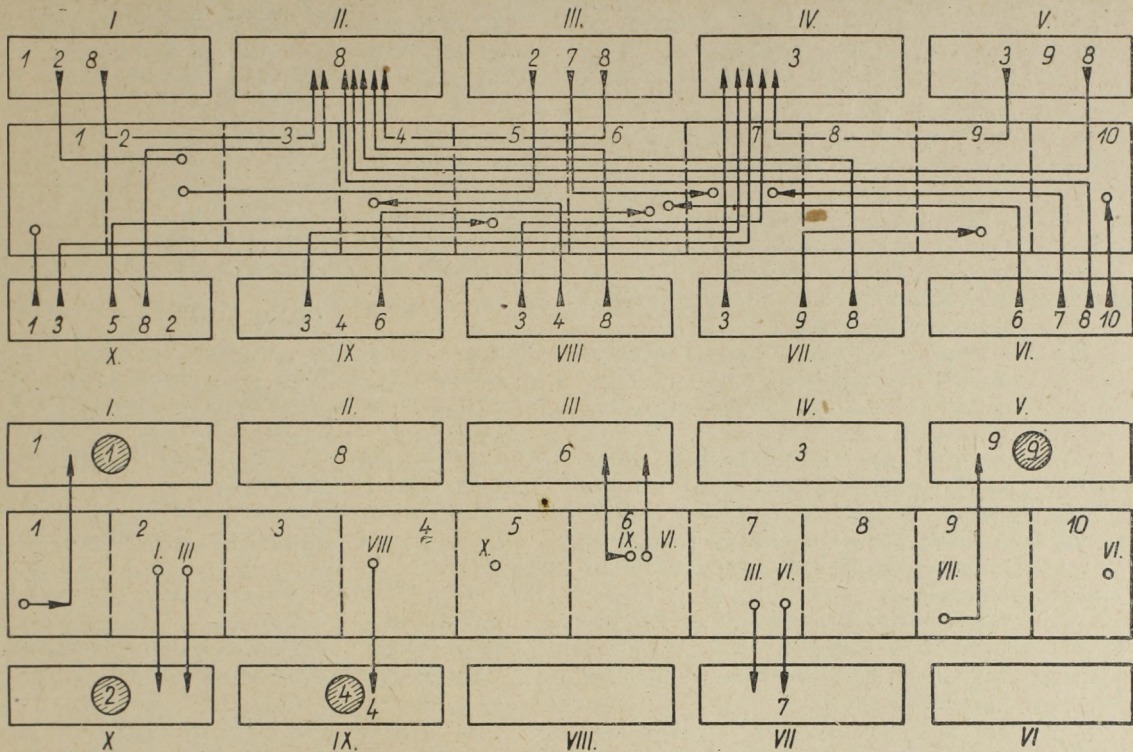 I II. III. IV. V.
1 2 8 8 2 7 8 3 3 9 8
1 2 3 4 5 6 7 8 9 10
1 3 5 8 2 3 4 6 3 4 8 3 9 8 6 7 8 10
X. IX VIII VII. VI.
I. II. III IV. V.
1 1 8 6 3 9 9
1 2 3 4 5 6 7 8 9 10
I. III VIII X. IX. VI. III. VI. VII. VI.
2 4 4 7
X IX. VIII. VII VI